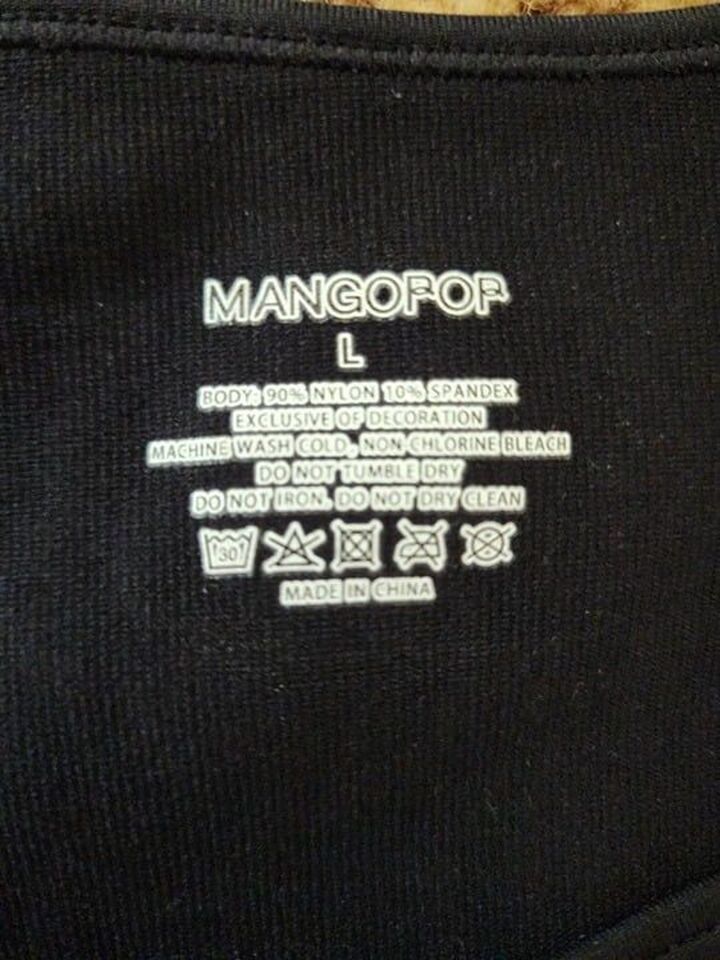 MANGOPOP
L
BODY: 90% NYLON 10% SPANDEX
EXCLUSIVE OF DECORATION
MACHINE WASH COLD, NON CHLORINE BLEACH
DO NOT TUMBLE DRY
DO NOT IRON. DO NOT DRY CLEAN
30
MADE IN CHINA